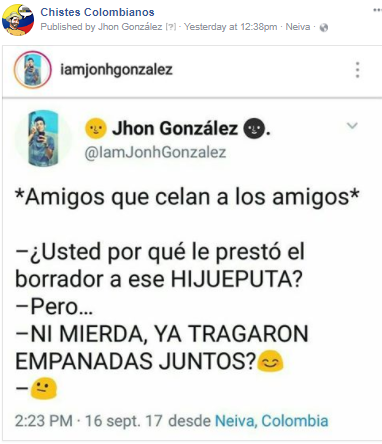 Chistes Colombianos
Published by Jhon González [?] · Yesterday at 12:38pm · Neiva ·
iamjonhgonzalez
🌝 Jhon González 🌚.
@IamJonhGonzalez
*Amigos que celan a los amigos*
–¿Usted por qué le prestó el
borrador a ese HIJUEPUTA?
–Pero...
–NI MIERDA, YA TRAGARON
EMPANADAS JUNTOS?😊
–😐
2:23 PM · 16 sept. 17 desde Neiva, Colombia